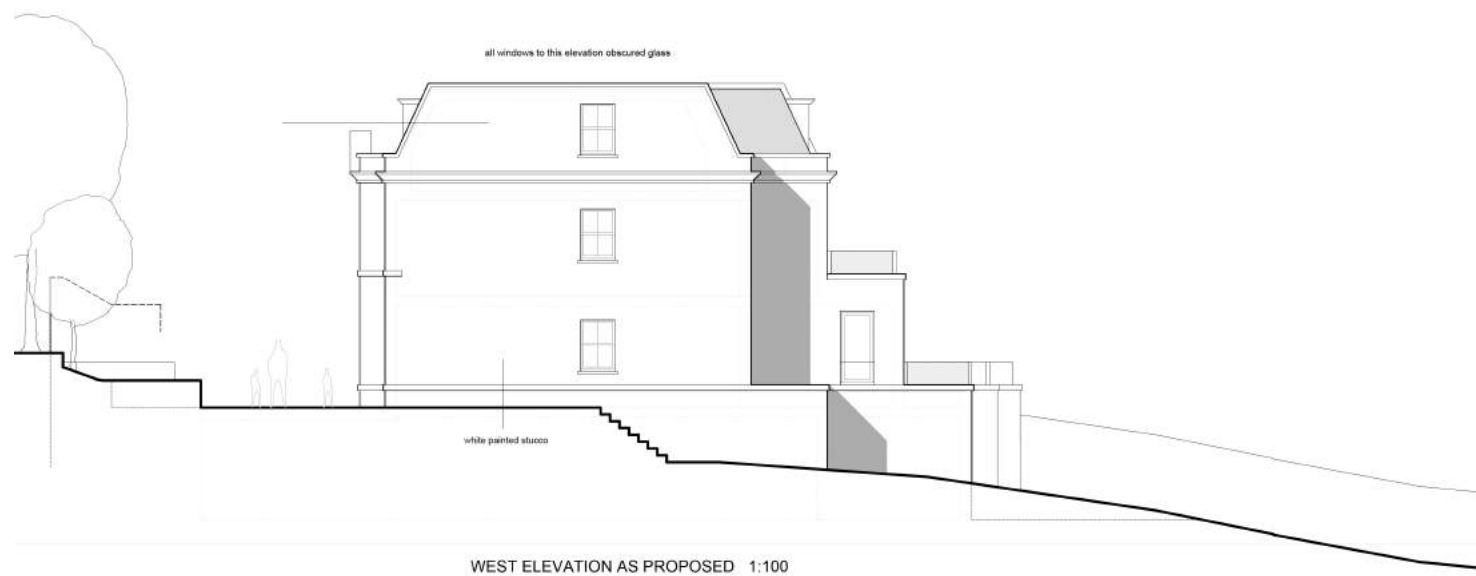 all windows to this elevation obscured glass
white painted stucco
WEST ELEVATION AS PROPOSED 1:100